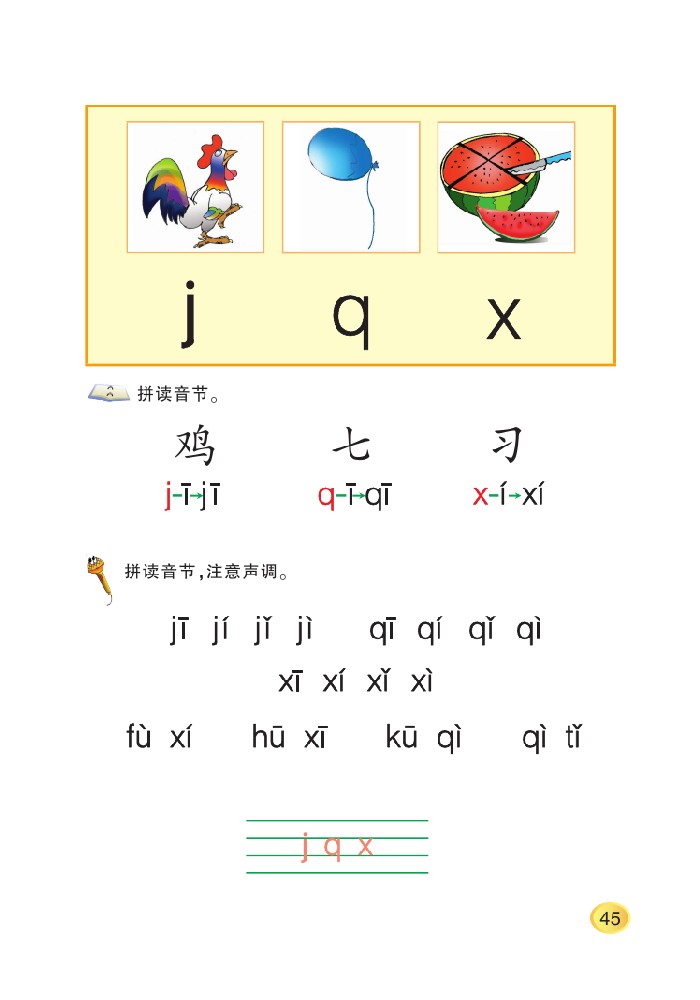 j q x
拼读音节。
鸡 七 习
j-ī→jī q-ī→qī x-í→xí
拼读音节,注意声调。
jī jí jǐ jì qī qí qǐ qì
xī xí xǐ xì
fù xí hū xī kū qì qì tǐ
j q x
45